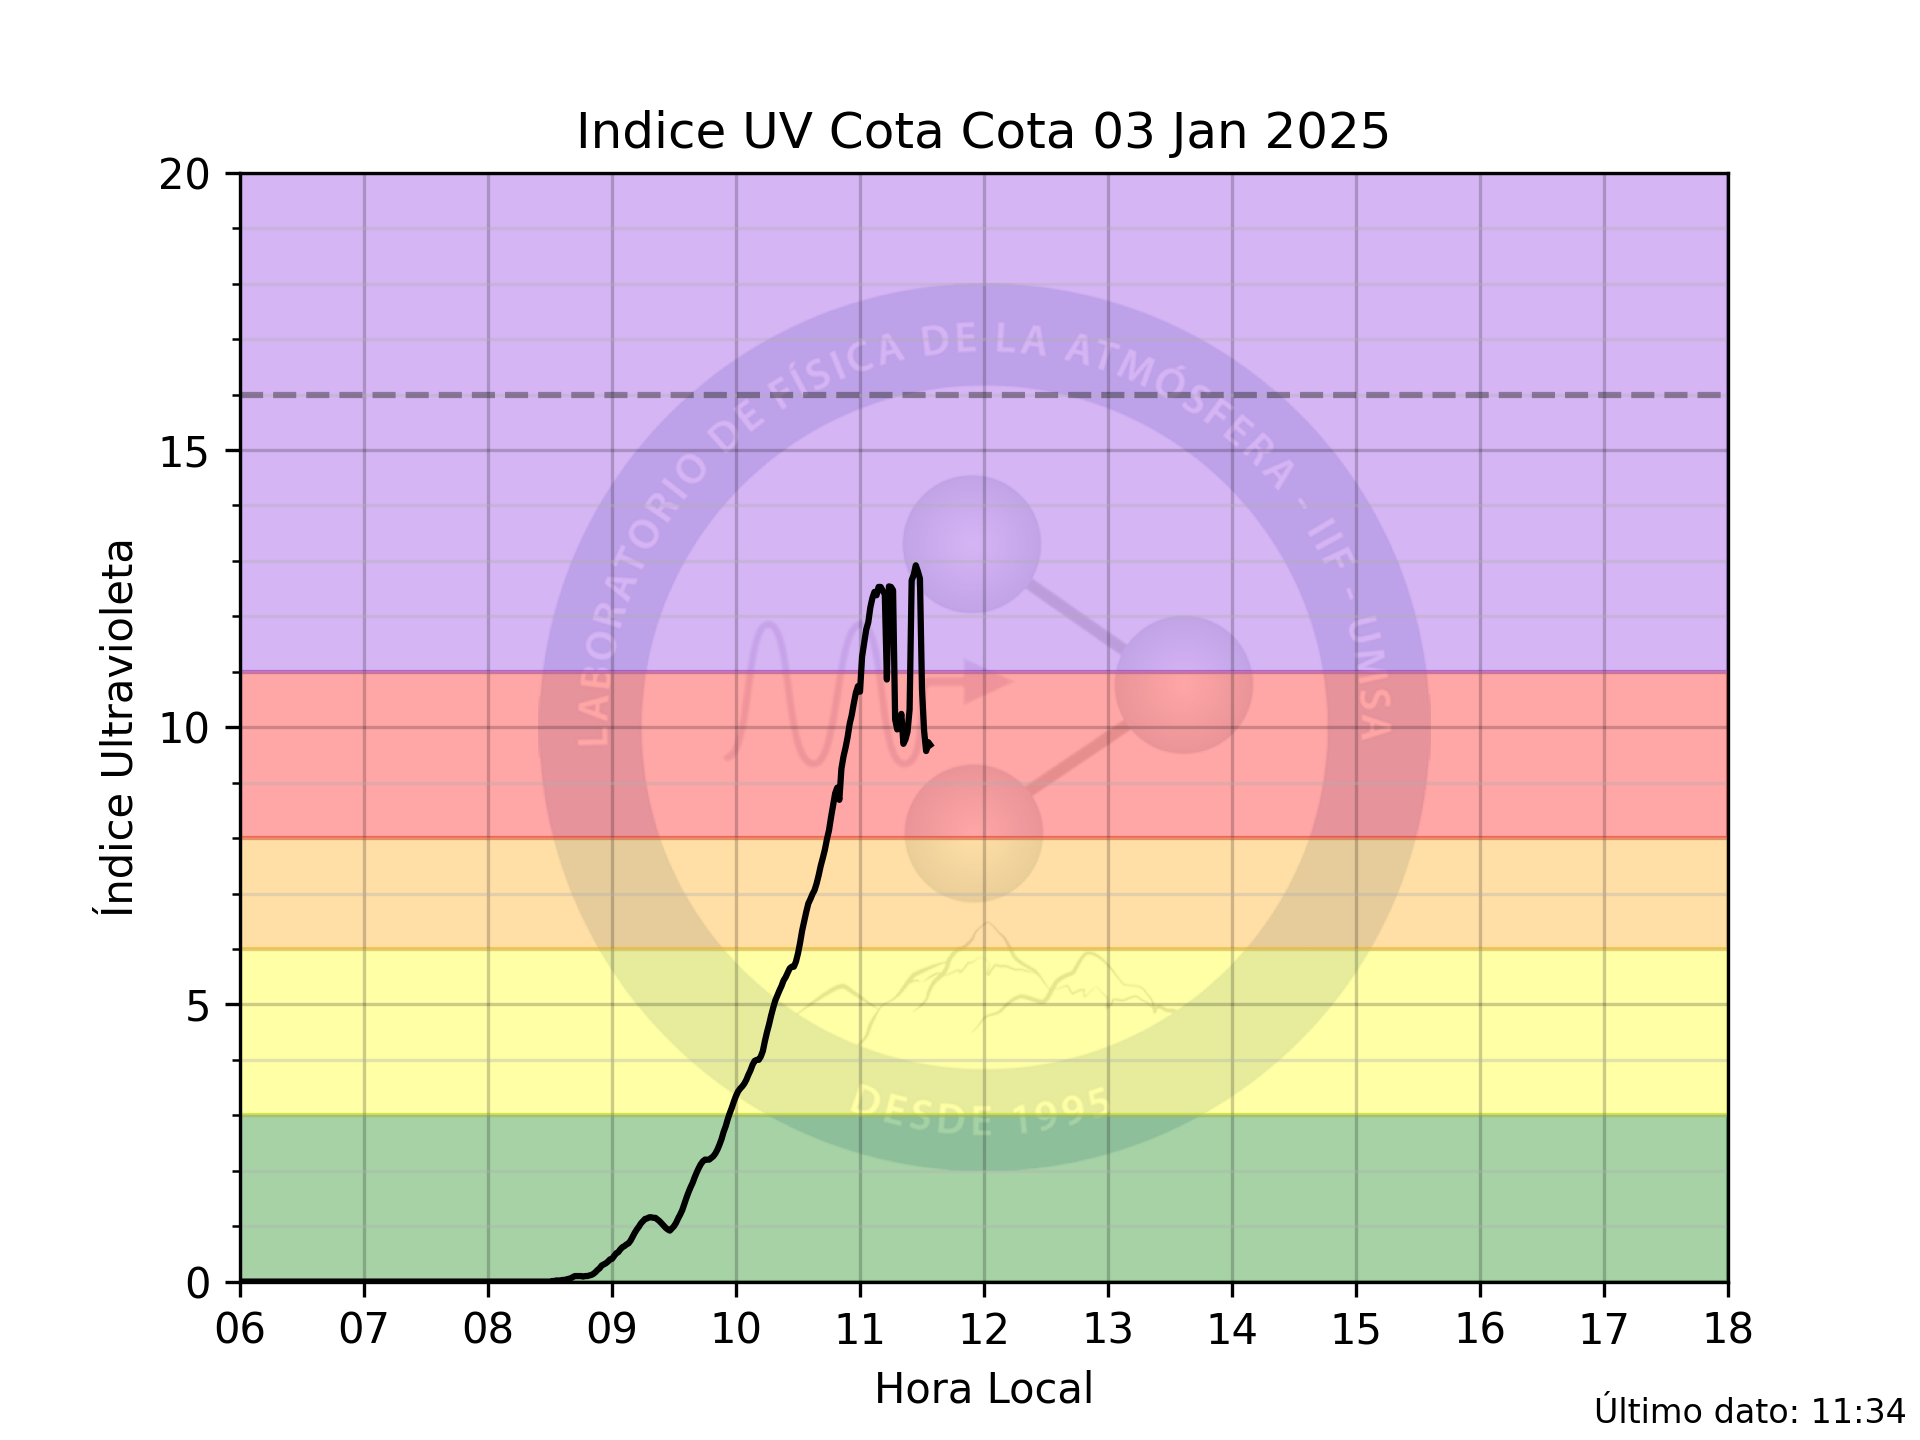 Indice UV Cota Cota 03 Jan 2025
20
15
10
5
0
Índice Ultravioleta
LABORATORIO DE FÍSICA DE LA ATMÓSFERA - IIF - UMSA
DESDE 1995
06 07 08 09 10 11 12 13 14 15 16 17 18
Hora Local
Último dato: 11:34